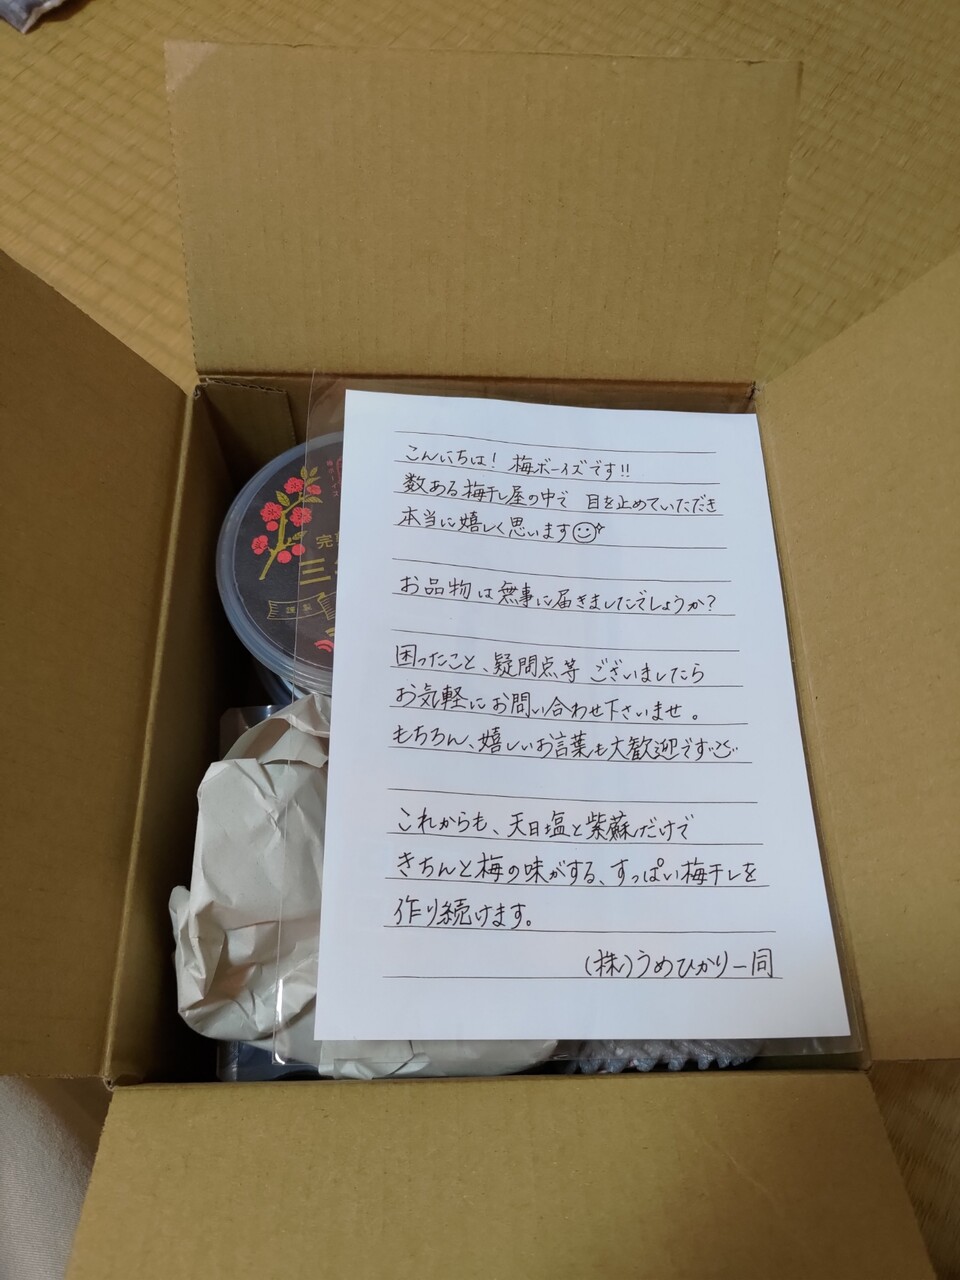 こんにちは！ 梅ボーイズです!!
数ある梅干し屋の中で 目を止めていただき
本当に嬉しく思います
お品物は無事に届きましたでしょうか？
困ったこと、疑問点等 ございましたら
お気軽にお問い合わせ下さいませ。
もちろん、嬉しいお言葉も大歓迎です
これからも、天日塩と紫蘇だけで
きちんと梅の味がする、すっぱい梅干しを
作り続けます。
(株)うめひかり一同
完
三
謹製